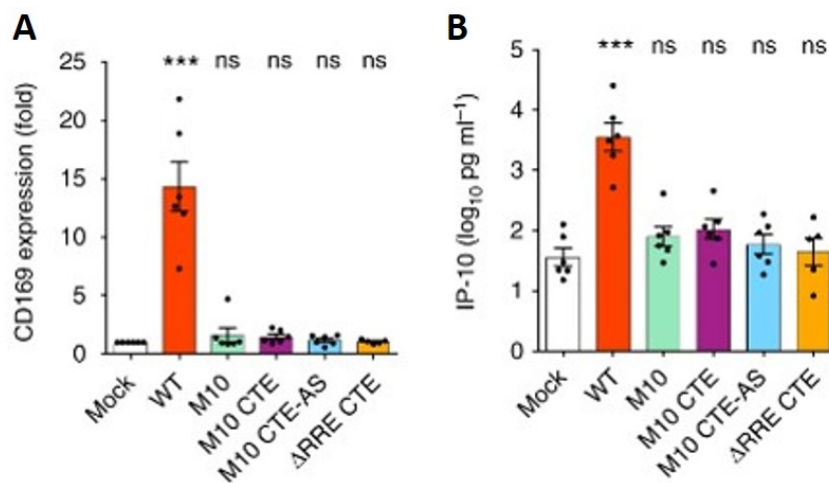 A
CD169 expression (fold)
25
20
15
10
5
0
*** ns ns ns ns
Mock
WT
M10
M10 CTE
M10 CTE-AS
ΔRRE CTE
B
IP-10 (log10 pg ml−1)
5
4
3
2
1
0
*** ns ns ns ns
Mock
WT
M10
M10 CTE
M10 CTE-AS
ΔRRE CTE